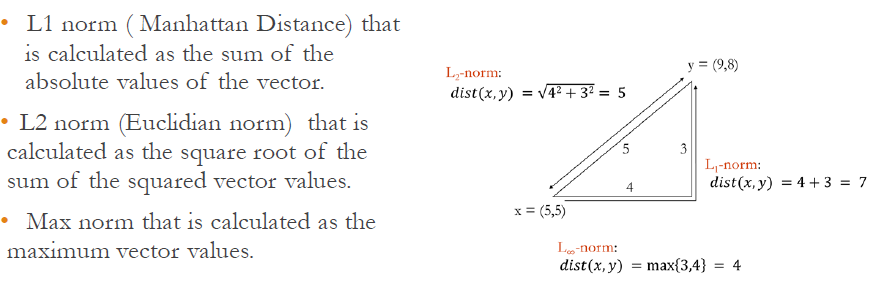 • L1 norm ( Manhattan Distance) that
is calculated as the sum of the
absolute values of the vector.
• L2 norm (Euclidian norm) that is
calculated as the square root of the
sum of the squared vector values.
• Max norm that is calculated as the
maximum vector values.
L₂-norm:
dist(x, y) = √4² + 3² = 5
y = (9,8)
5
3
4
x = (5,5)
L₁-norm:
dist(x, y) = 4 + 3 = 7
L∞-norm:
dist(x, y) = max{3,4} = 4